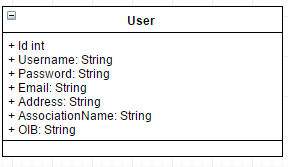 User
+ Id int
+ Username: String
+ Password: String
+ Email: String
+ Address: String
+ AssociationName: String
+ OIB: String